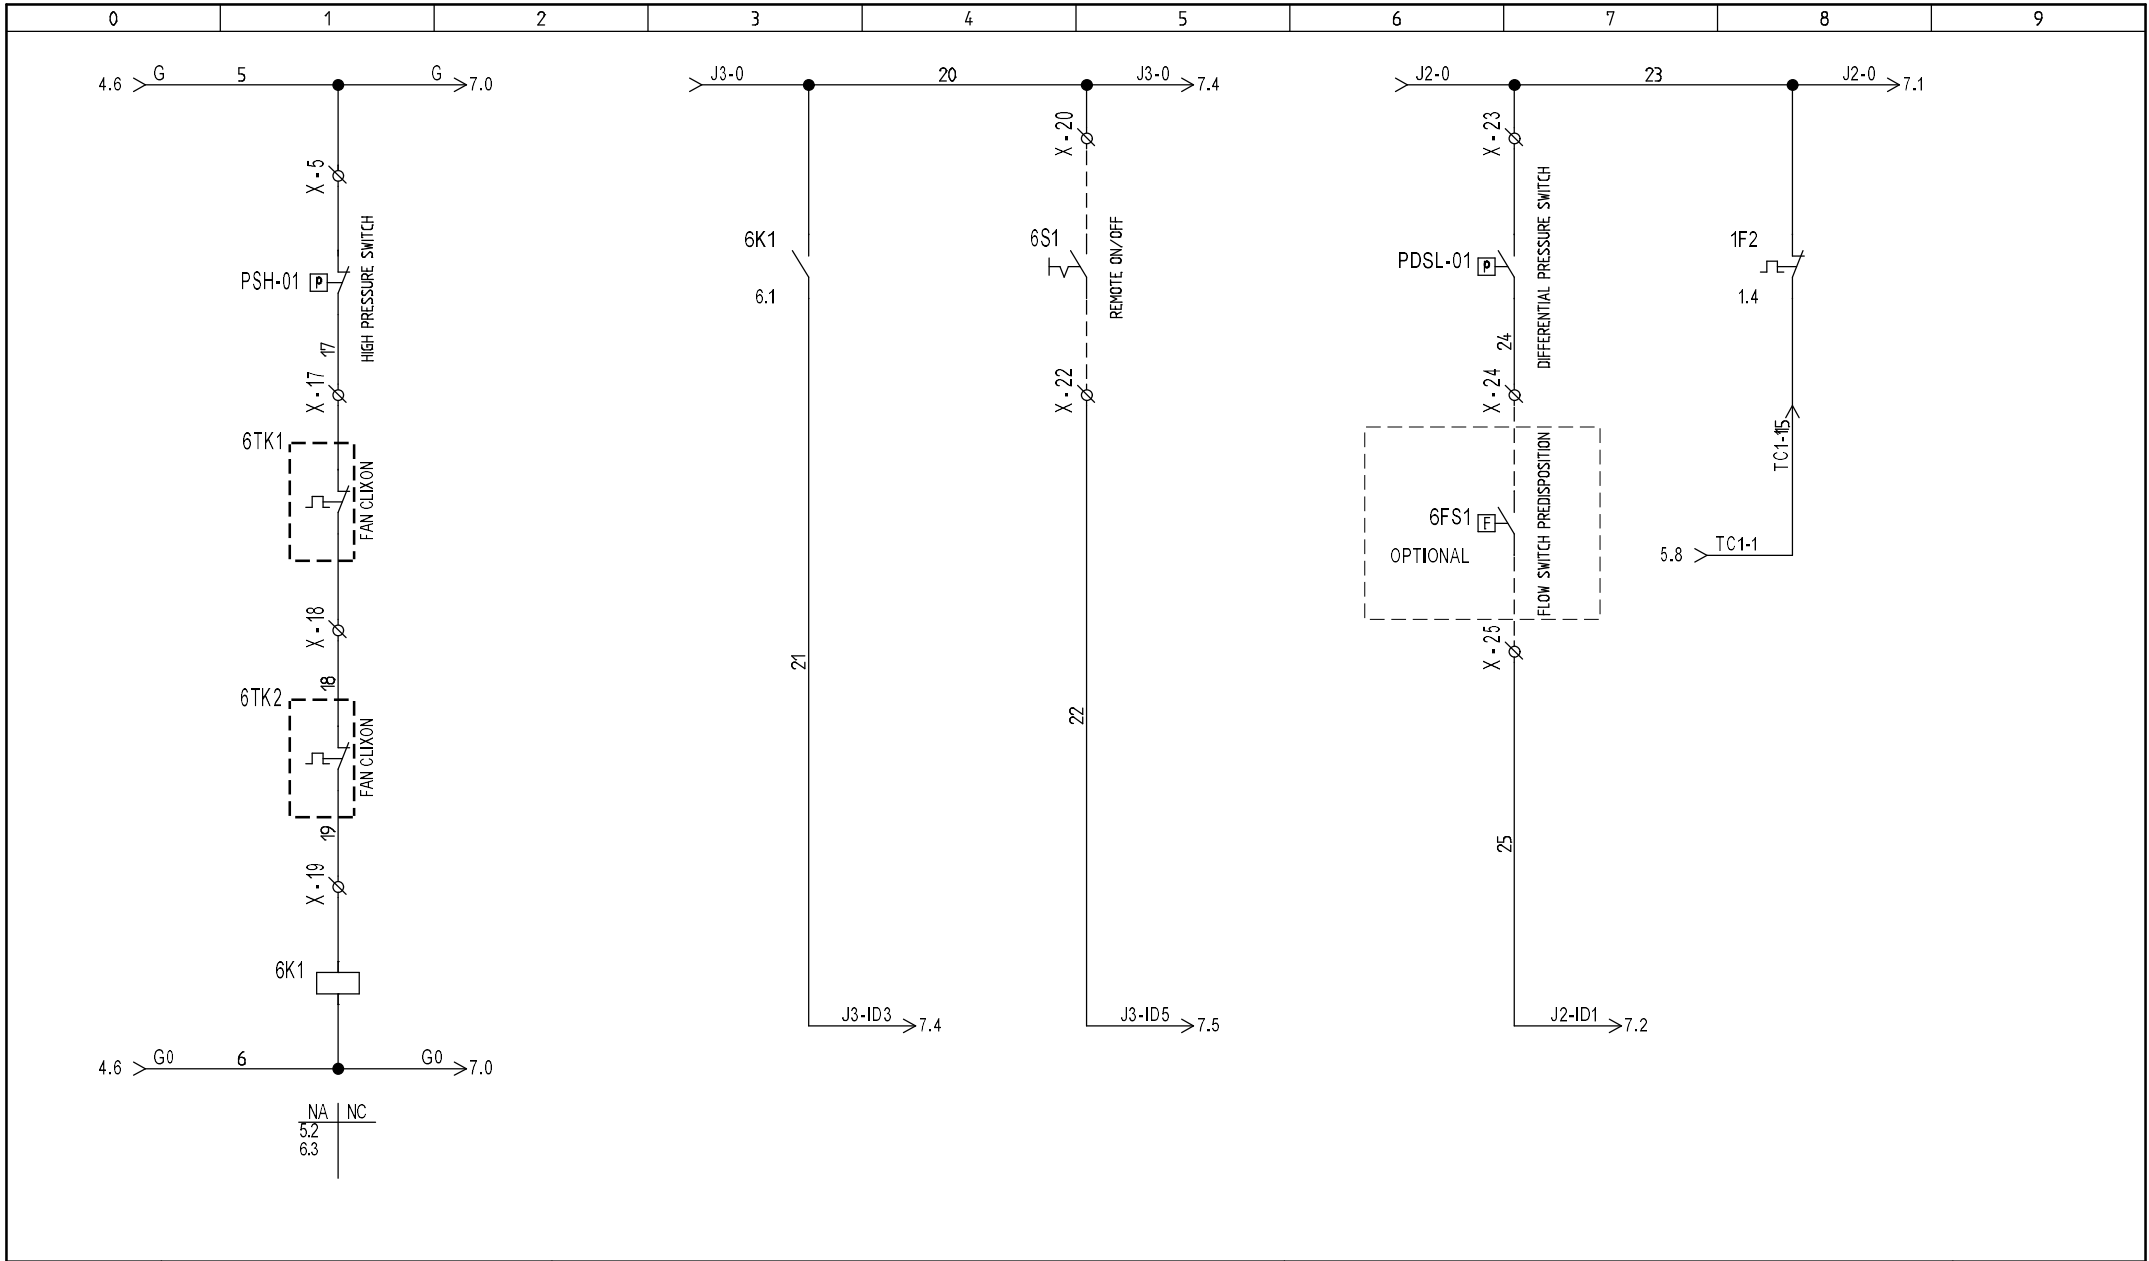 0 1 2 3 4 5 6 7 8 9
4.6 G 5 G 7.0
J3-0 20 J3-0 7.4
J2-0 23 J2-0 7.1
X - 5
PSH-01 P
HIGH PRESSURE SWITCH
17
X - 17
6TK1
FAN CLIXON
X - 18
18
6TK2
FAN CLIXON
19
X - 19
6K1
4.6 G0 6 G0 7.0
NA NC
5.2
6.3
6K1
6.1
21
J3-ID3 7.4
X - 20
6S1
REMOTE ON/OFF
X - 22
22
J3-ID5 7.5
X - 23
PDSL-01 P
DIFFERENTIAL PRESSURE SWITCH
24
X - 24
6FS1 F
OPTIONAL
FLOW SWITCH PREDISPOSITION
X - 25
25
J2-ID1 7.2
1F2
1.4
5.8 TC1-1